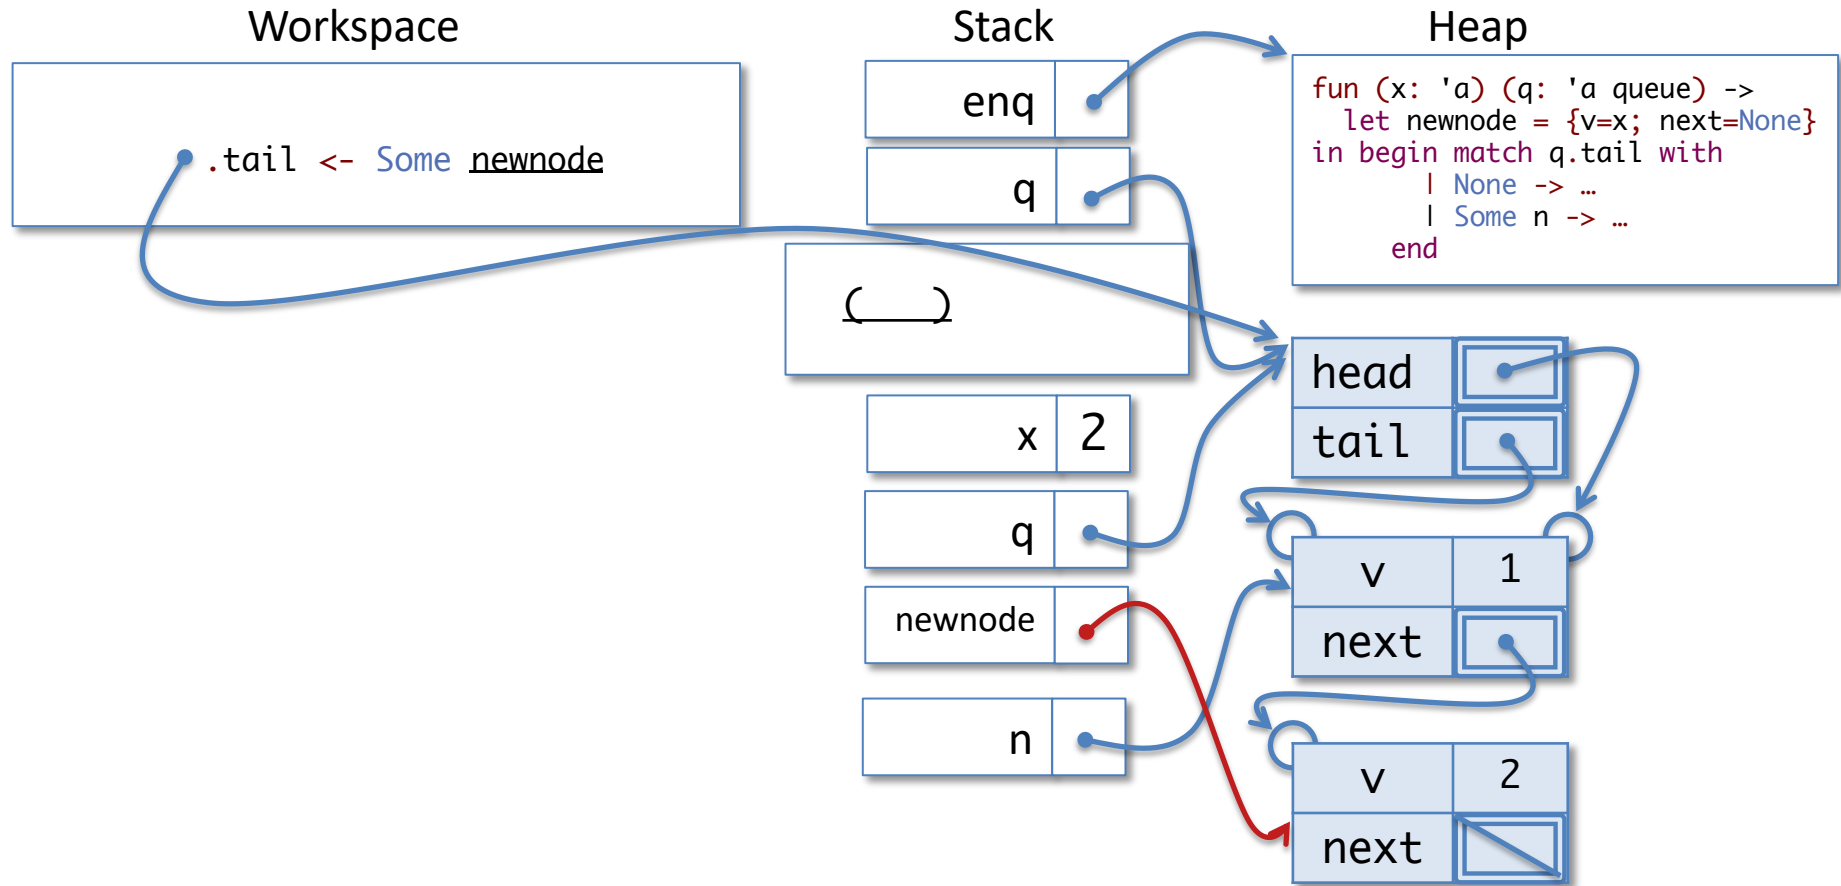 Workspace
Stack
Heap
.tail <- Some newnode
enq
q
(    )
x 2
q
newnode
n
fun (x: 'a) (q: 'a queue) ->
let newnode = {v=x; next=None}
in begin match q.tail with
| None -> …
| Some n -> …
end
head
tail
v 1
next
v 2
next